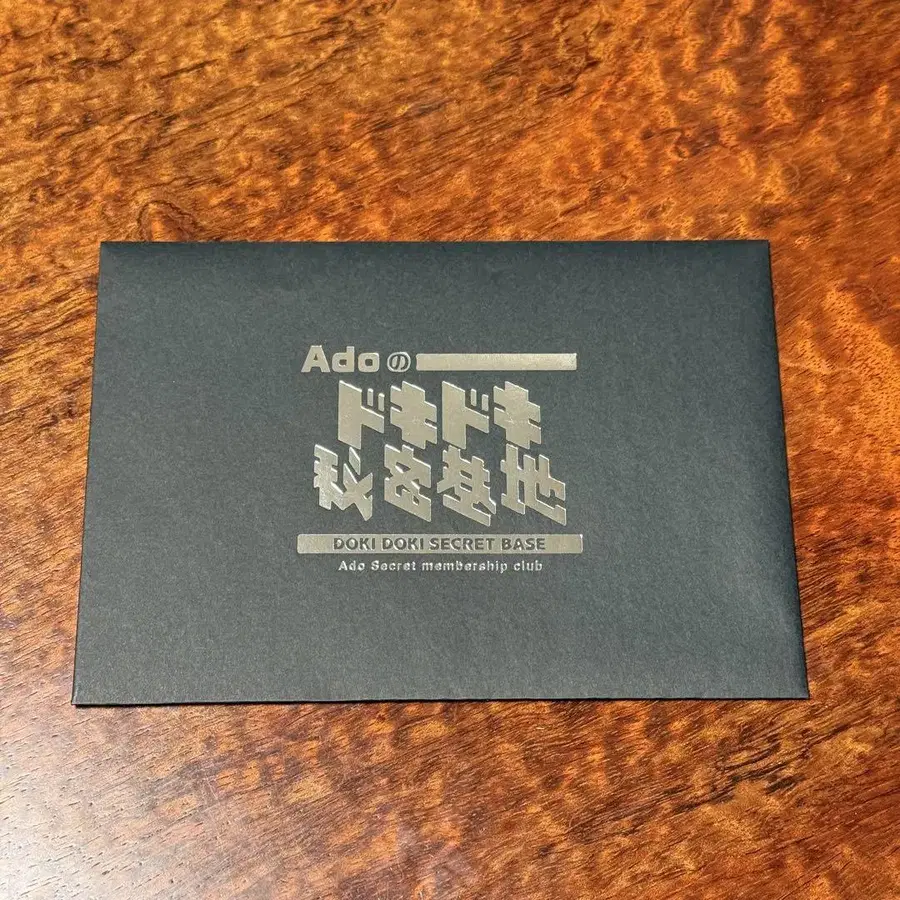 Adoの
ドキドキ
秘密基地
DOKI DOKI SECRET BASE
Ado Secret membership club